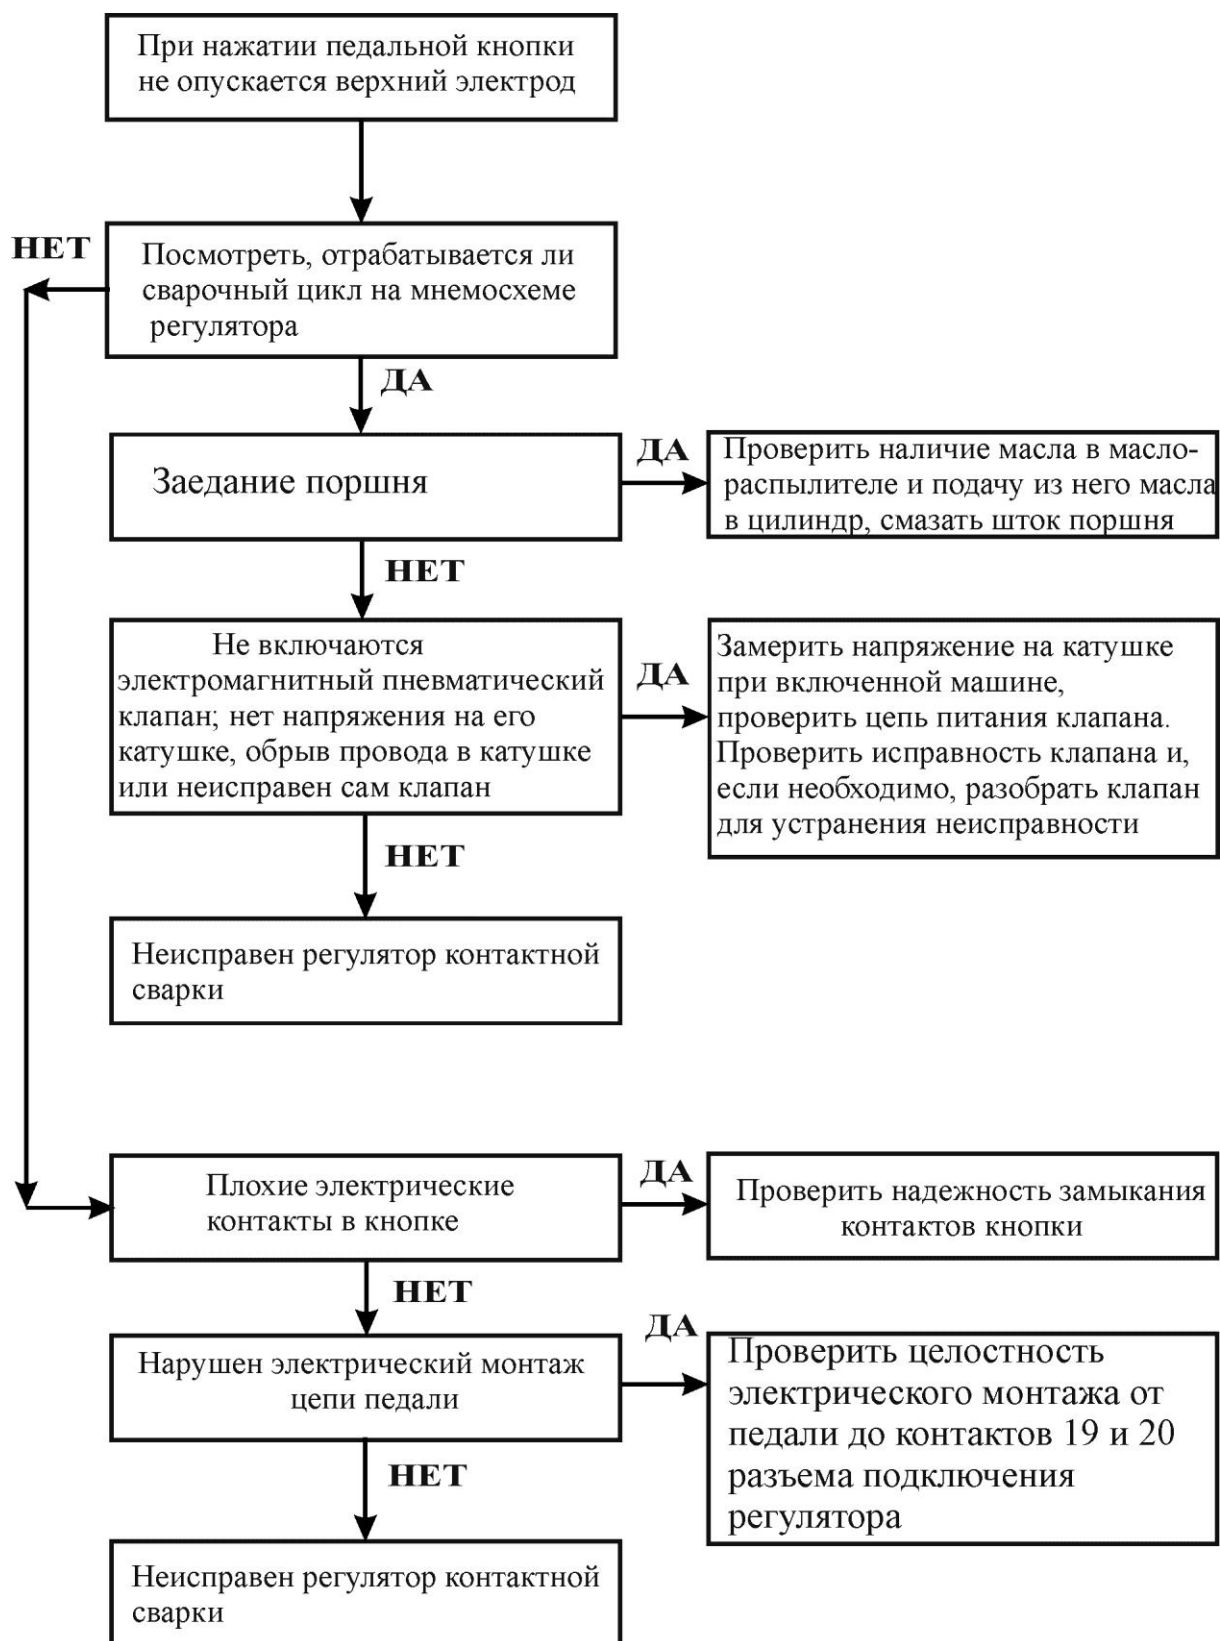 При нажатии педальной кнопки
не опускается верхний электрод
НЕТ
Посмотреть, отрабатывается ли
сварочный цикл на мнемосхеме
регулятора
ДА
Заедание поршня
ДА
Проверить наличие масла в масло-
распылителе и подачу из него масла
в цилиндр, смазать шток поршня
НЕТ
Не включаются
электромагнитный пневматический
клапан; нет напряжения на его
катушке, обрыв провода в катушке
или неисправен сам клапан
ДА
Замерить напряжение на катушке
при включенной машине,
проверить цепь питания клапана.
Проверить исправность клапана и,
если необходимо, разобрать клапан
для устранения неисправности
НЕТ
Неисправен регулятор контактной
сварки
Плохие электрические
контакты в кнопке
ДА
Проверить надежность замыкания
контактов кнопки
НЕТ
Нарушен электрический монтаж
цепи педали
ДА
Проверить целостность
электрического монтажа от
педали до контактов 19 и 20
разъема подключения
регулятора
НЕТ
Неисправен регулятор контактной
сварки